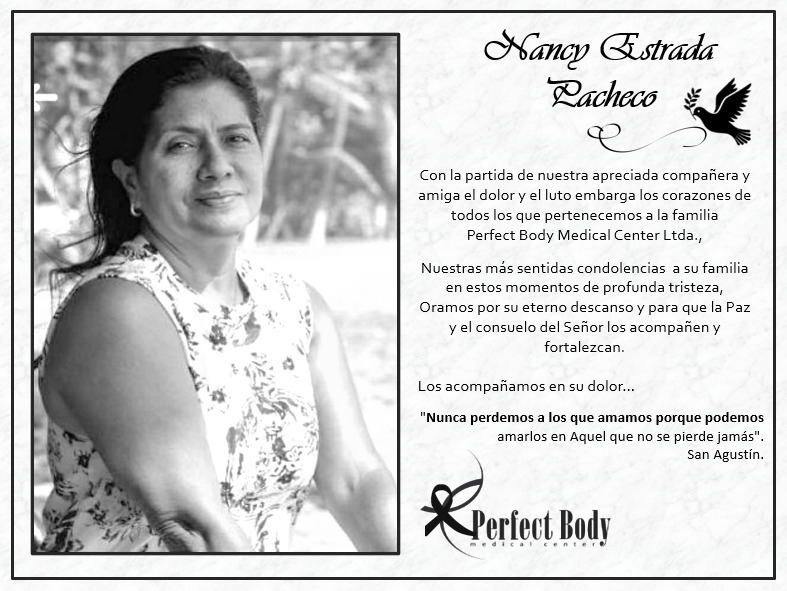 Nancy Estrada
Pacheco
Con la partida de nuestra apreciada compañera y
amiga el dolor y el luto embarga los corazones de
todos los que pertenecemos a la familia
Perfect Body Medical Center Ltda.,
Nuestras más sentidas condolencias a su familia
en estos momentos de profunda tristeza,
Oramos por su eterno descanso y para que la Paz
y el consuelo del Señor los acompañen y
fortalezcan.
Los acompañamos en su dolor...
"Nunca perdemos a los que amamos porque podemos
amarlos en Aquel que no se pierde jamás".
San Agustín.
Perfect Body
medical center